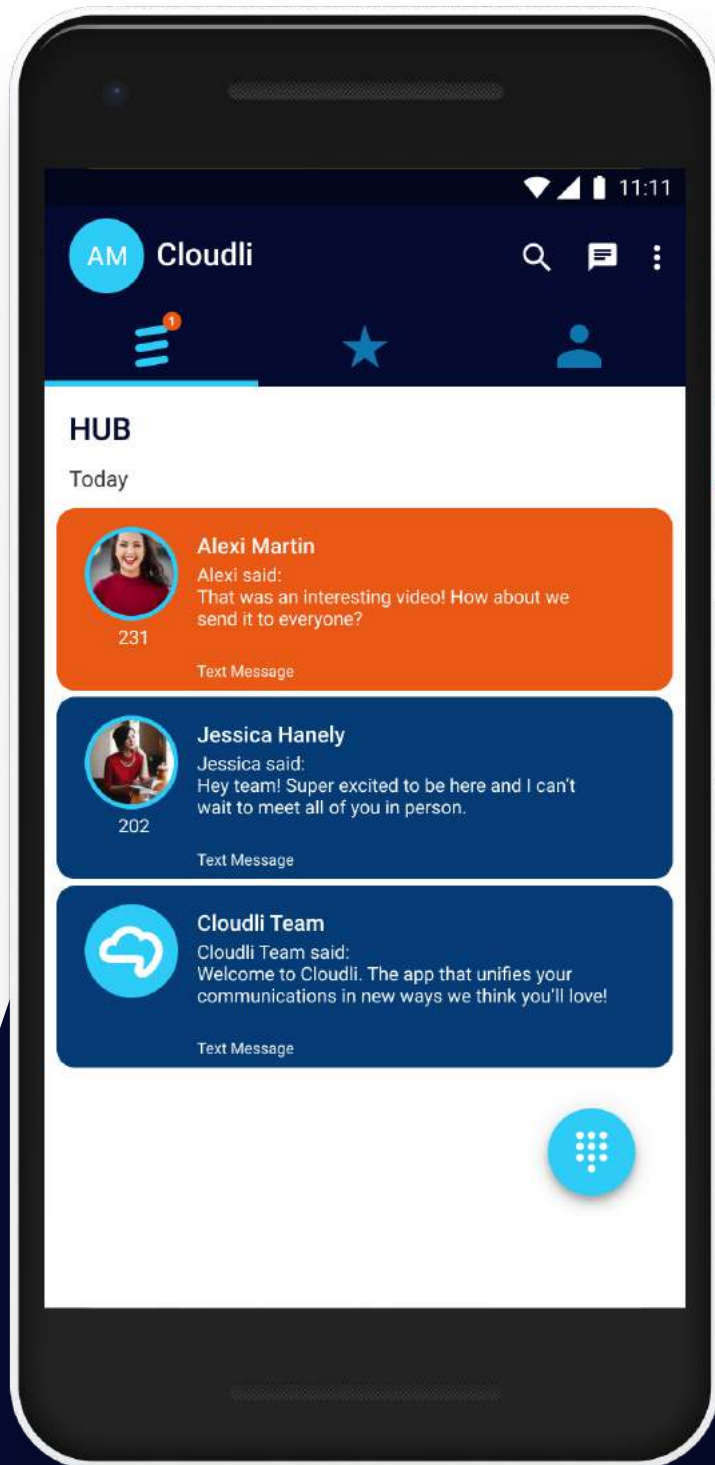 11:11
AM Cloudli
1
HUB
Today
Alexi Martin
Alexi said:
That was an interesting video! How about we
send it to everyone?
231
Text Message
Jessica Hanely
Jessica said:
Hey team! Super excited to be here and I can't
wait to meet all of you in person.
202
Text Message
Cloudli Team
Cloudli Team said:
Welcome to Cloudli. The app that unifies your
communications in new ways we think you'll love!
Text Message